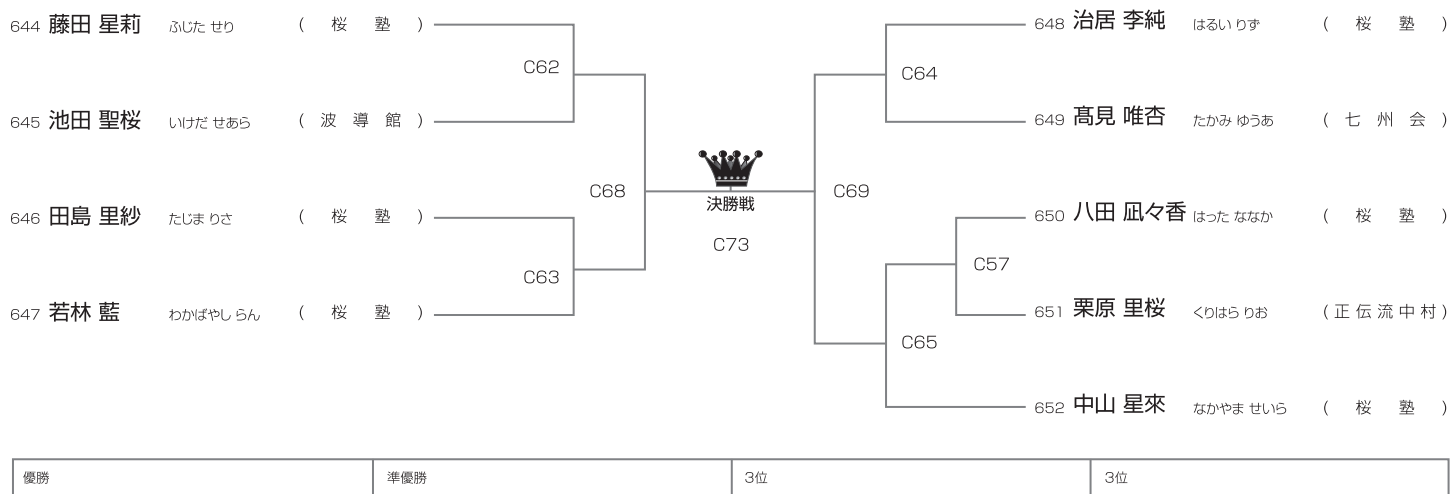 644 藤田 星莉 ふじた せり ( 桜 塾 )
C62
645 池田 聖桜 いけだ せあら ( 波 導 館 )
C68
646 田島 里紗 たじま りさ ( 桜 塾 )
C63
647 若林 藍 わかばやし らん ( 桜 塾 )
決勝戦
C73
648 治居 李純 はるい りず ( 桜 塾 )
C64
649 髙見 唯杏 たかみ ゆうあ ( 七 州 会 )
C69
650 八田 凪々香 はった ななか ( 桜 塾 )
C57
651 栗原 里桜 くりはら りお ( 正 伝 流 中 村 )
C65
652 中山 星來 なかやま せいら ( 桜 塾 )
優勝 準優勝 3位 3位